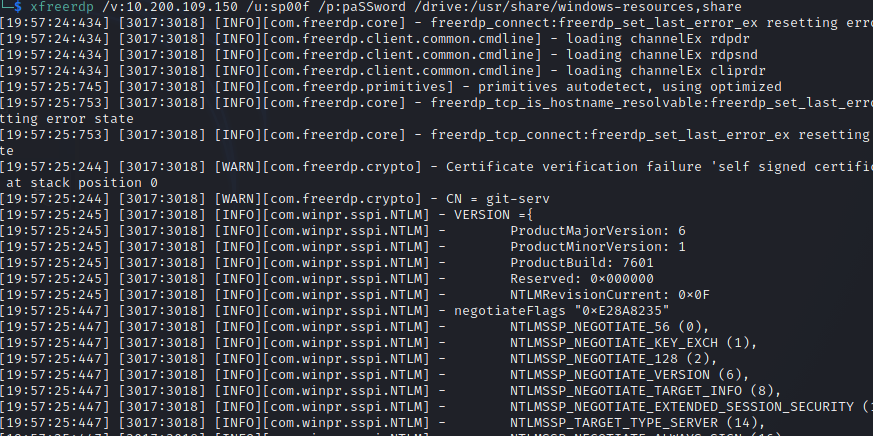 └─$ xfreerdp /v:10.200.109.150 /u:sp00f /p:paSSword /drive:/usr/share/windows-resources,share
[19:57:24:434] [3017:3018] [INFO][com.freerdp.core] - freerdp_connect:freerdp_set_last_error_ex resetting erro
[19:57:24:434] [3017:3018] [INFO][com.freerdp.client.common.cmdline] - loading channelEx rdpdr
[19:57:24:434] [3017:3018] [INFO][com.freerdp.client.common.cmdline] - loading channelEx rdpsnd
[19:57:24:434] [3017:3018] [INFO][com.freerdp.client.common.cmdline] - loading channelEx cliprdr
[19:57:25:745] [3017:3018] [INFO][com.freerdp.primitives] - primitives autodetect, using optimized
[19:57:25:753] [3017:3018] [INFO][com.freerdp.core] - freerdp_tcp_is_hostname_resolvable:freerdp_set_last_erro
tting error state
[19:57:25:753] [3017:3018] [INFO][com.freerdp.core] - freerdp_tcp_connect:freerdp_set_last_error_ex resetting
te
[19:57:25:244] [3017:3018] [WARN][com.freerdp.crypto] - Certificate verification failure 'self signed certific
at stack position 0
[19:57:25:244] [3017:3018] [WARN][com.freerdp.crypto] - CN = git-serv
[19:57:25:245] [3017:3018] [INFO][com.winpr.sspi.NTLM] - VERSION ={
[19:57:25:245] [3017:3018] [INFO][com.winpr.sspi.NTLM] - ProductMajorVersion: 6
[19:57:25:245] [3017:3018] [INFO][com.winpr.sspi.NTLM] - ProductMinorVersion: 1
[19:57:25:245] [3017:3018] [INFO][com.winpr.sspi.NTLM] - ProductBuild: 7601
[19:57:25:245] [3017:3018] [INFO][com.winpr.sspi.NTLM] - Reserved: 0×000000
[19:57:25:245] [3017:3018] [INFO][com.winpr.sspi.NTLM] - NTLMRevisionCurrent: 0×0F
[19:57:25:447] [3017:3018] [INFO][com.winpr.sspi.NTLM] - negotiateFlags "0×E28A8235"
[19:57:25:447] [3017:3018] [INFO][com.winpr.sspi.NTLM] - NTLMSSP_NEGOTIATE_56 (0),
[19:57:25:447] [3017:3018] [INFO][com.winpr.sspi.NTLM] - NTLMSSP_NEGOTIATE_KEY_EXCH (1),
[19:57:25:447] [3017:3018] [INFO][com.winpr.sspi.NTLM] - NTLMSSP_NEGOTIATE_128 (2),
[19:57:25:447] [3017:3018] [INFO][com.winpr.sspi.NTLM] - NTLMSSP_NEGOTIATE_VERSION (6),
[19:57:25:447] [3017:3018] [INFO][com.winpr.sspi.NTLM] - NTLMSSP_NEGOTIATE_TARGET_INFO (8),
[19:57:25:447] [3017:3018] [INFO][com.winpr.sspi.NTLM] - NTLMSSP_NEGOTIATE_EXTENDED_SESSION_SECURITY (1
[19:57:25:447] [3017:3018] [INFO][com.winpr.sspi.NTLM] - NTLMSSP_TARGET_TYPE_SERVER (14),